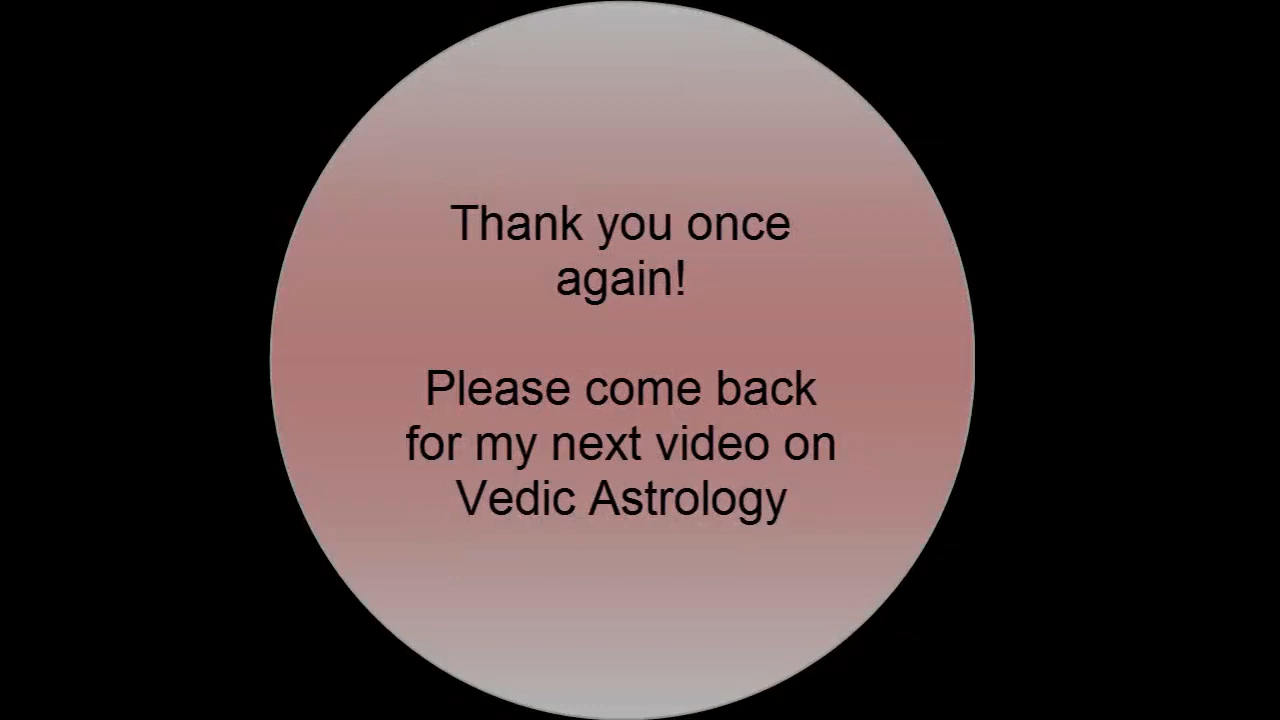 Thank you once
again!
Please come back
for my next video on
Vedic Astrology